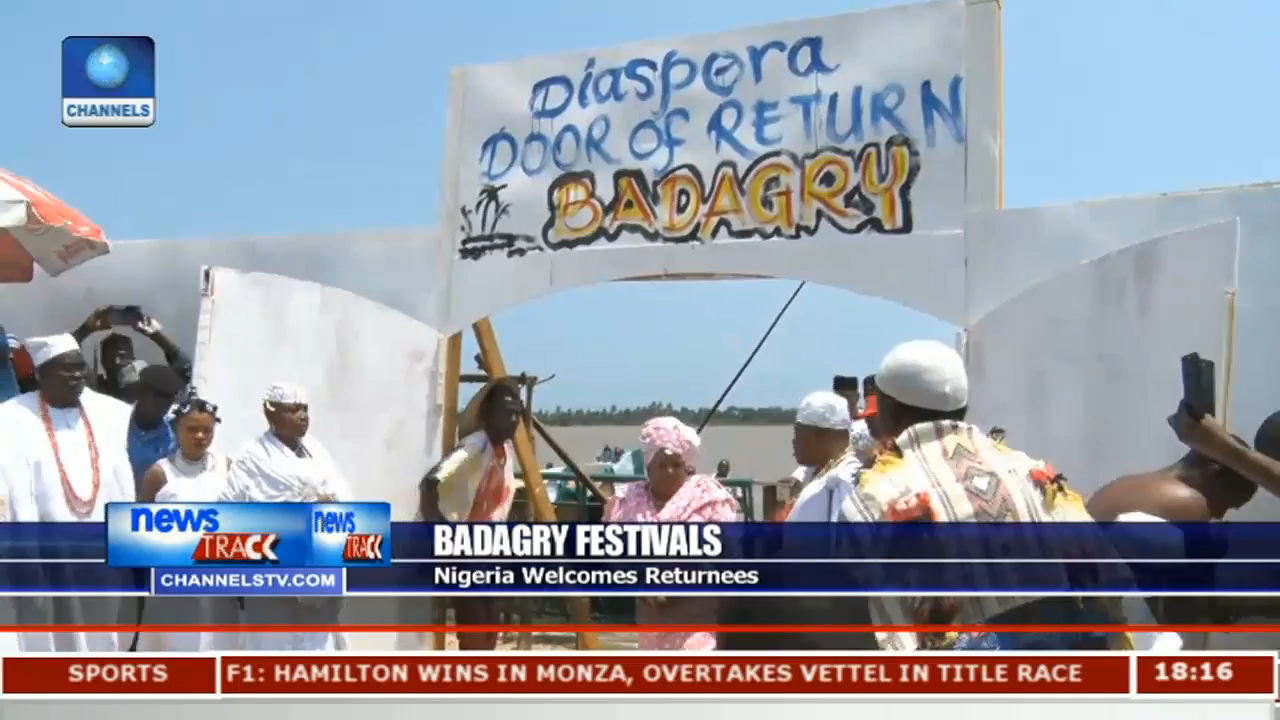 CHANNELS
Diaspora
DOOR OF RETURN
BADAGRY
news
TRACK
news
TRACK
CHANNELSTV.COM
BADAGRY FESTIVALS
Nigeria Welcomes Returnees
SPORTS
F1: HAMILTON WINS IN MONZA, OVERTAKES VETTEL IN TITLE RACE
18:16